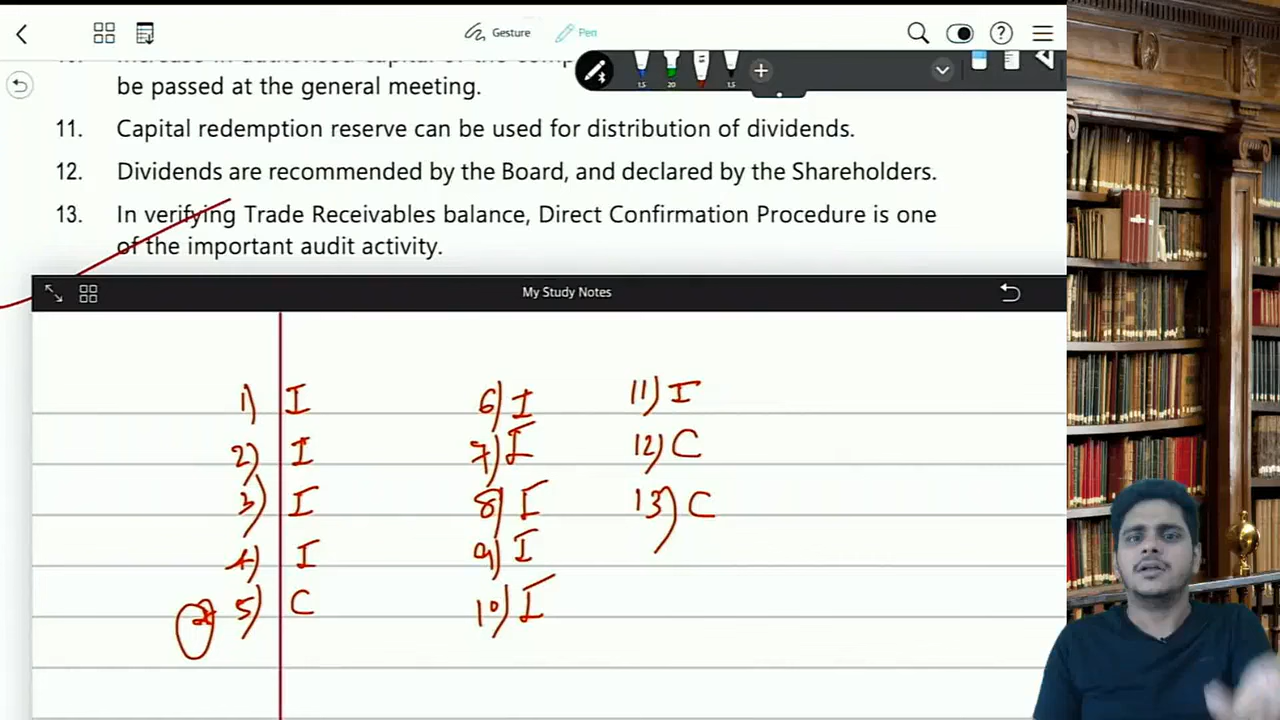 Gesture Pen
be passed at the general meeting.
11. Capital redemption reserve can be used for distribution of dividends.
12. Dividends are recommended by the Board, and declared by the Shareholders.
13. In verifying Trade Receivables balance, Direct Confirmation Procedure is one
of the important audit activity.
My Study Notes
1) I
2) I
3) I
4) I
5) C
6) I
7) I
8) I
9) I
10) I
11) I
12) C
13) C